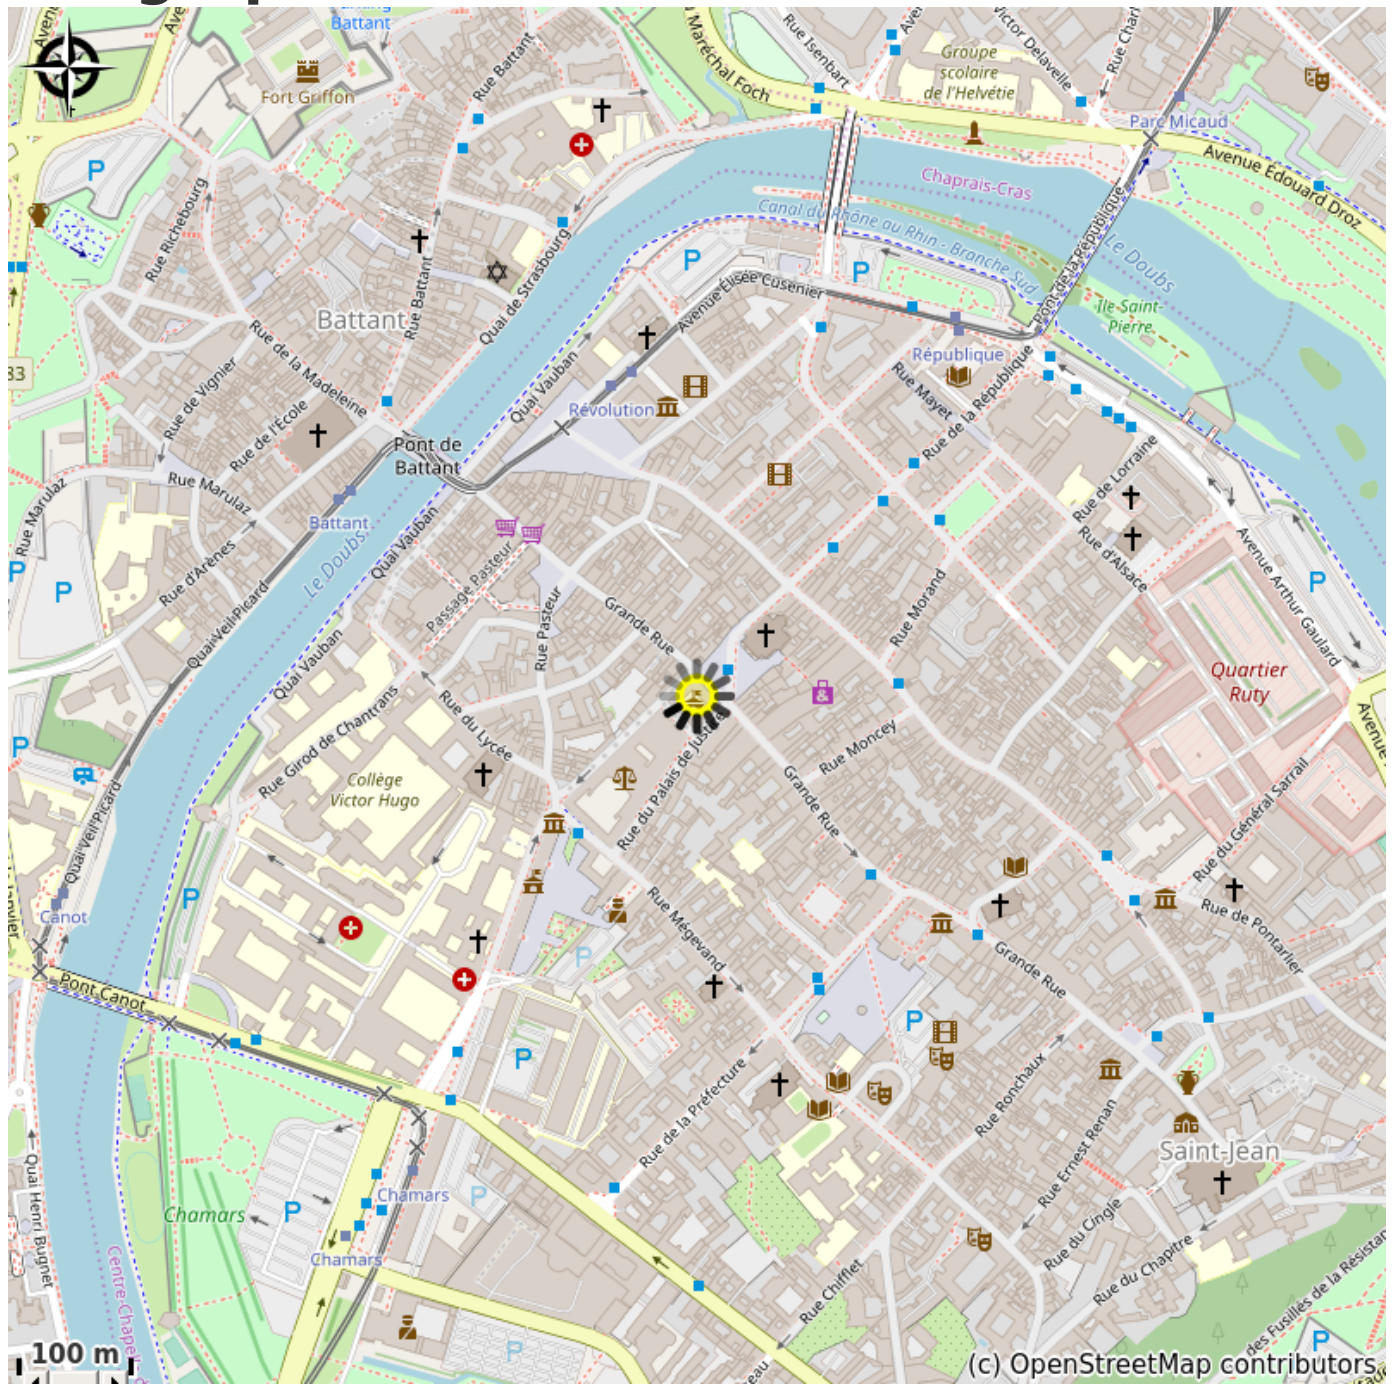 Battant
Rue Isenbart
Victor Delavelle
Maréchal Foch
Groupe
scolaire
de l'Helvétie
Rue Battant
Fort Griffon
Parc Micaud
Avenue Edouard Droz
P
Chaprais-Cras
Rue Richebourg
Canal du Rhône au Rhin - Branche Sud
Pont de la République
Le Doubs
Quai de Strasbourg
Rue Battant
P
P
Avenue Élisée Cusenier
Ile Saint-
Pierre
Battant
République
Rue de la Madeleine
Rue de Vignier
Quai Vauban
Rue Mayet
Rue de la République
83
Révolution
Rue de l'École
Pont de
Battant
Rue Marulaz
Rue Marulaz
Rue de Lorraine
Battant
Le Doubs
Quai Vauban
Rue d'Arènes
Passage Pasteur
Rue d'Alsace
Avenue Arthur Gaulard
P
P
P
Quai Veil Picard
Rue Pasteur
Grande Rue
Rue Morand
Quai Vauban
Quartier
Ruty
Rue Girod de Chantrans
Rue du Lycée
Rue du Palais de Justice
Rue Moncey
Avenue
P
Collège
Victor Hugo
Grande Rue
Rue du Général Sarrail
Quai Veil Picard
P
Canot
Rue Mégevand
Rue de Pontarlier
P
Grande Rue
Pont Canot
P
P
Rue de la Préfecture
Rue Ronchaux
Rue Ernest Renan
Saint-Jean
Quai Henri Bugnet
Chamars
P
Chamars
P
Rue du Cingle
Chamars
Rue du Chapitre
Rue Chifflet
P
P
100 m
(c) OpenStreetMap contributors